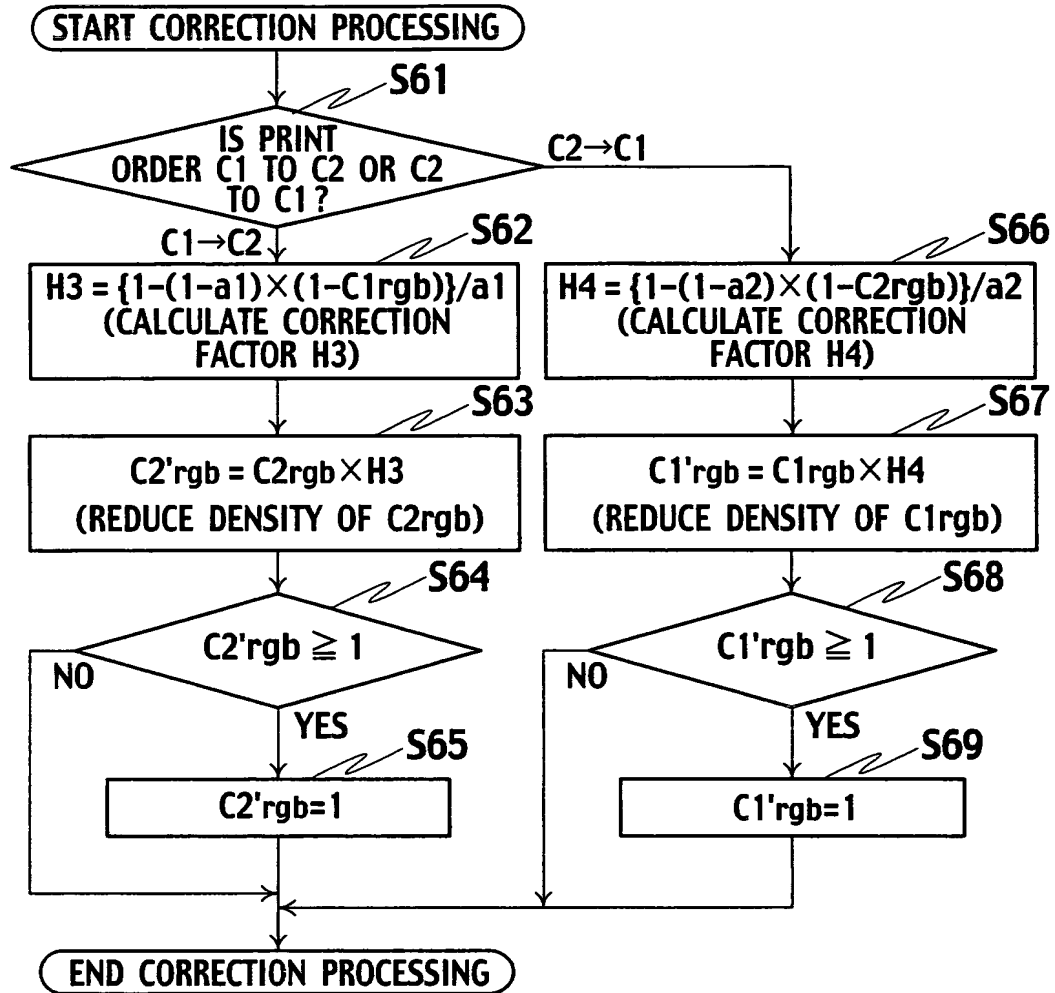 START CORRECTION PROCESSING
S61
IS PRINT
ORDER C1 TO C2 OR C2
TO C1?
C2→C1
C1→C2
S62
H3={1-(1-a1)×(1-C1rgb)}/a1
(CALCULATE CORRECTION
FACTOR H3)
S66
H4={1-(1-a2)×(1-C2rgb)}/a2
(CALCULATE CORRECTION
FACTOR H4)
S63
C2'rgb=C2rgb×H3
(REDUCE DENSITY OF C2rgb)
S67
C1'rgb=C1rgb×H4
(REDUCE DENSITY OF C1rgb)
S64
C2'rgb≧1
NO
YES
S68
C1'rgb≧1
NO
YES
S65
C2'rgb=1
S69
C1'rgb=1
END CORRECTION PROCESSING